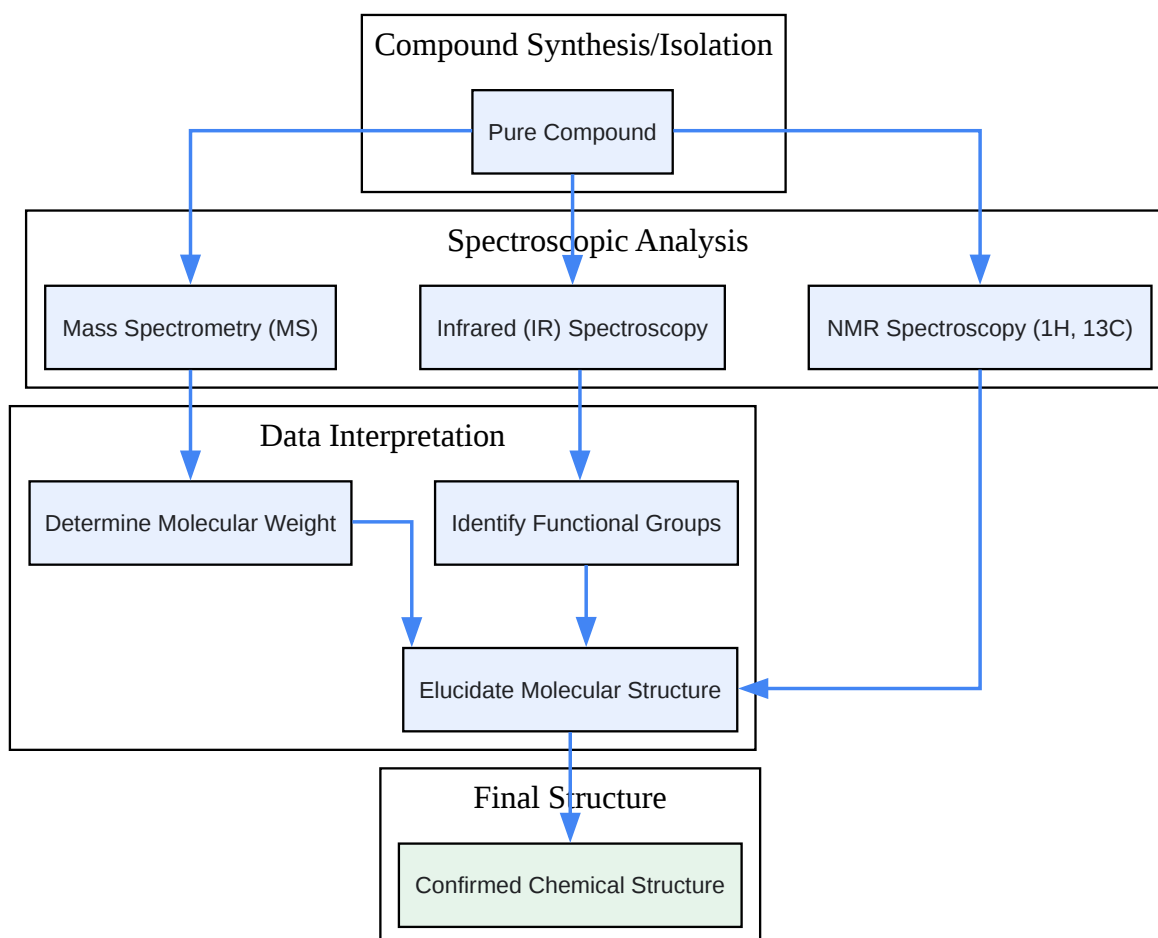 Compound Synthesis/Isolation
Pure Compound
Spectroscopic Analysis
Mass Spectrometry (MS)
Infrared (IR) Spectroscopy
NMR Spectroscopy (1H, 13C)
Data Interpretation
Determine Molecular Weight
Identify Functional Groups
Elucidate Molecular Structure
Final Structure
Confirmed Chemical Structure